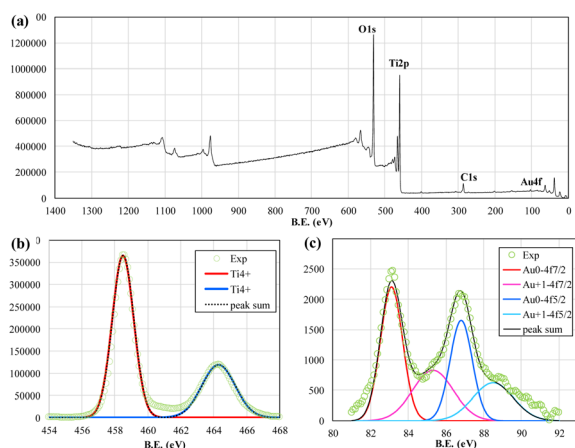 (a)
00
1200000
1000000
800000
600000
400000
200000
0
1400 1300 1200 1100 1000 900 800 700 600 500 400 300 200 100 0
B.E. (eV)
O1s
Ti2p
C1s
Au4f
(b)
0
350000
300000
250000
200000
150000
100000
50000
0
454 456 458 460 462 464 466 468
B.E. (eV)
Exp
Ti4+
Ti4+
peak sum
(c)
2500
2000
1500
1000
500
0
80 82 84 86 88 90 92
B.E. (eV)
Exp
Au0-4f7/2
Au+1-4f7/2
Au0-4f5/2
Au+1-4f5/2
peak sum